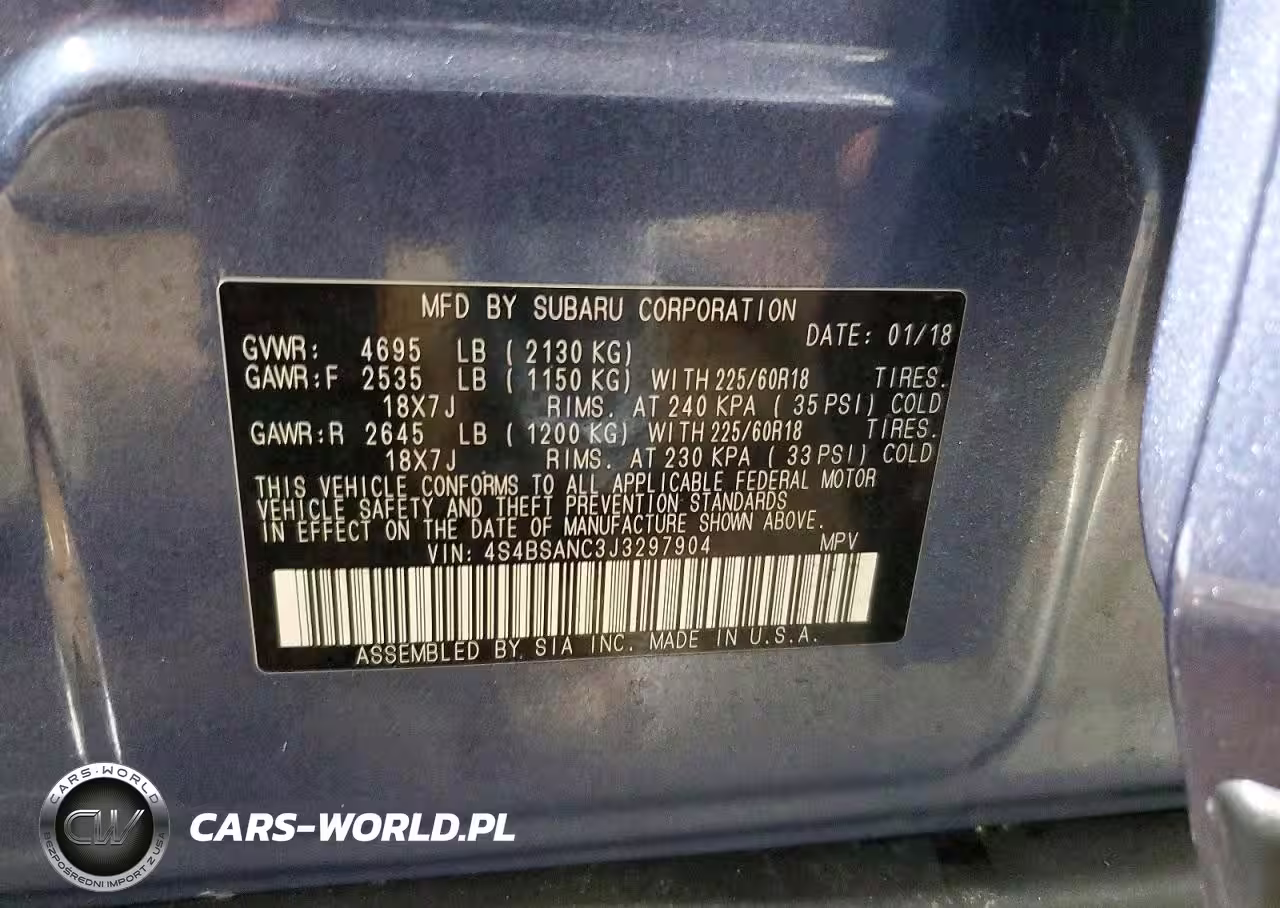 MFD BY SUBARU CORPORATION
DATE: 01/18
GVWR: 4695 LB ( 2130 KG)
GAWR:F 2535 LB ( 1150 KG) WITH 225/60R18 TIRES.
18X7J RIMS. AT 240 KPA ( 35 PSI) COLD
GAWR:R 2645 LB ( 1200 KG) WITH 225/60R18 TIRES.
18X7J RIMS. AT 230 KPA ( 33 PSI) COLD
THIS VEHICLE CONFORMS TO ALL APPLICABLE FEDERAL MOTOR
VEHICLE SAFETY AND THEFT PREVENTION STANDARDS
IN EFFECT ON THE DATE OF MANUFACTURE SHOWN ABOVE.
VIN: 4S4BSANC3J3297904 MPV
ASSEMBLED BY SIA INC. MADE IN U.S.A.
CARS-WORLD
CW
BEZPOŚREDNI IMPORT Z USA
CARS-WORLD.PL